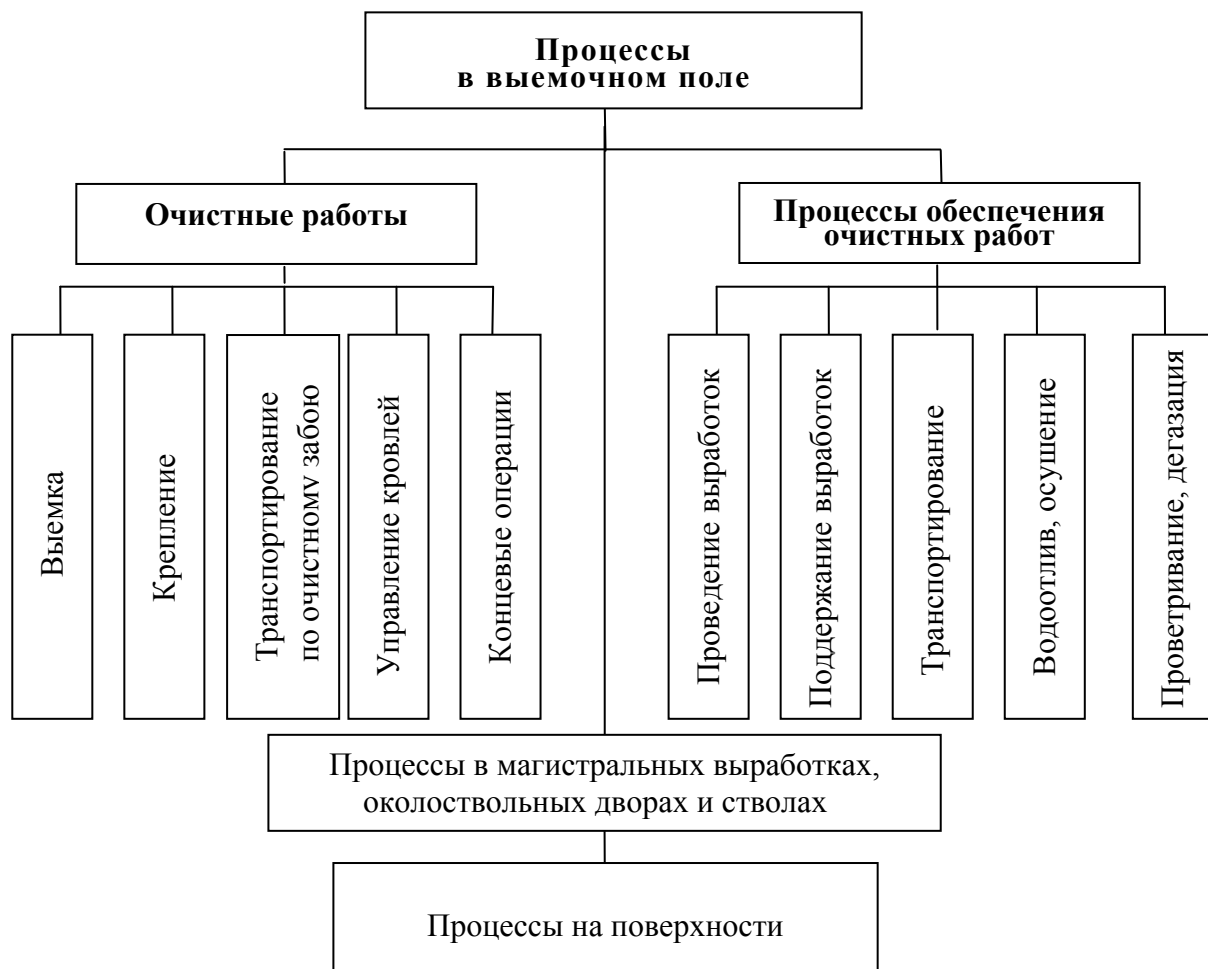 Процессы
в выемочном поле
Очистные работы
Процессы обеспечения
очистных работ
Выемка
Крепление
Транспортирование
по очистному забою
Управление кровлей
Концевые операции
Проведение выработок
Поддержание выработок
Транспортирование
Водоотлив, осушение
Проветривание, дегазация
Процессы в магистральных выработках,
околоствольных дворах и стволах
Процессы на поверхности